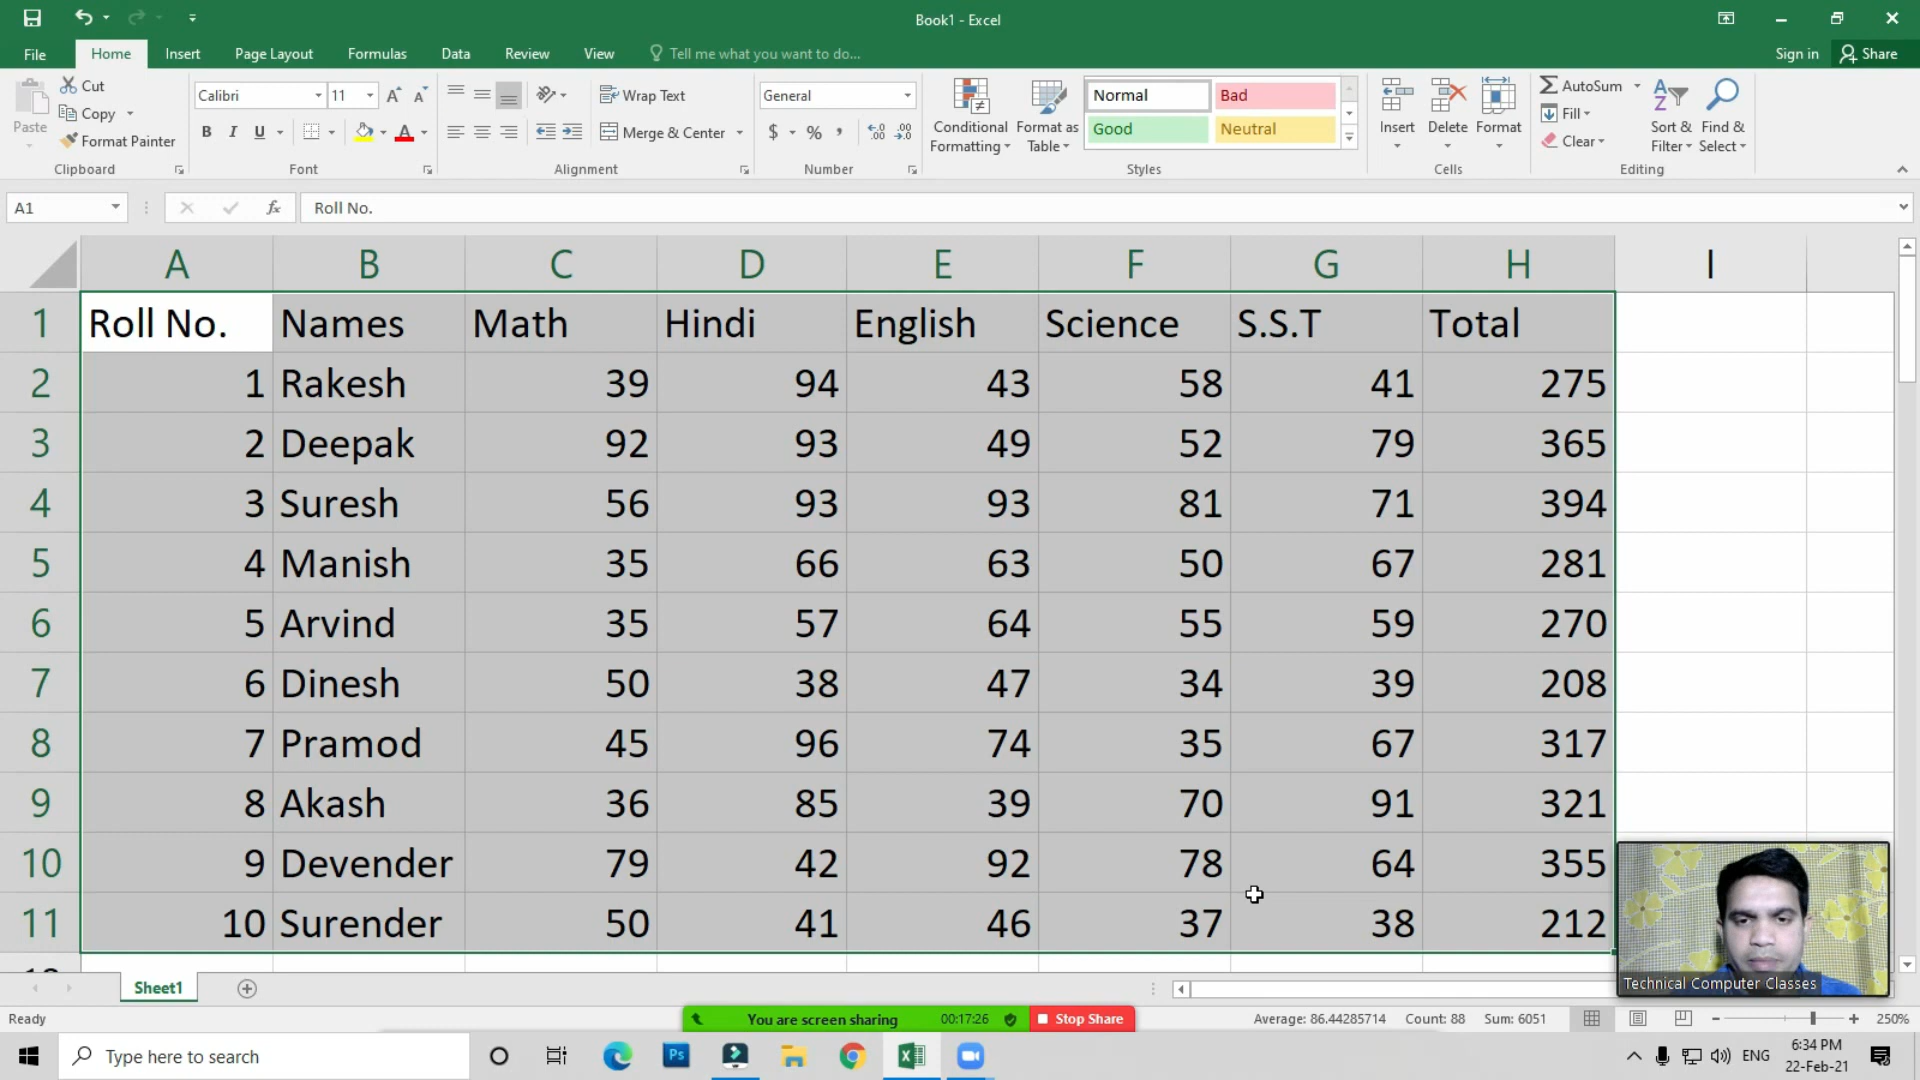 Book1 - Excel
File Home Insert Page Layout Formulas Data Review View Tell me what you want to do... Sign in Share
Paste Cut Copy Format Painter Clipboard
Calibri 11 A A B I U A Font
Wrap Text Merge & Center Alignment
General $ % , .00 Number
Conditional Formatting Format as Table Normal Bad Good Neutral Styles
Insert Delete Format Cells
AutoSum Fill Clear Sort & Filter Find & Select Editing
A1 fx Roll No.
A B C D E F G H I
1 Roll No. Names Math Hindi English Science S.S.T Total
2 1 Rakesh 39 94 43 58 41 275
3 2 Deepak 92 93 49 52 79 365
4 3 Suresh 56 93 93 81 71 394
5 4 Manish 35 66 63 50 67 281
6 5 Arvind 35 57 64 55 59 270
7 6 Dinesh 50 38 47 34 39 208
8 7 Pramod 45 96 74 35 67 317
9 8 Akash 36 85 39 70 91 321
10 9 Devender 79 42 92 78 64 355
11 10 Surender 50 41 46 37 38 212
Technical Computer Classes
Sheet1
Ready You are screen sharing 00:17:26 Stop Share Average: 86.44285714 Count: 88 Sum: 6051 250%
Type here to search Ps ENG 6:34 PM
22-Feb-21